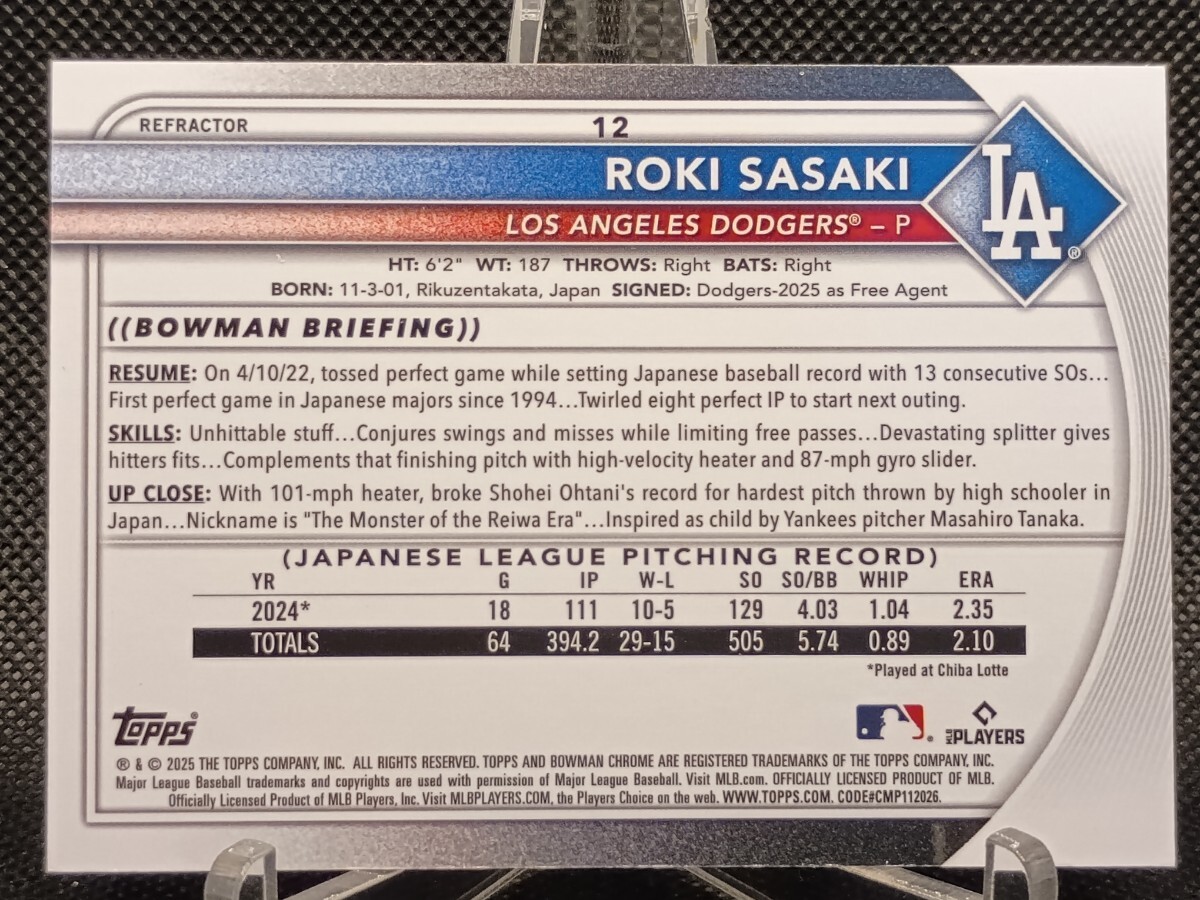 REFRACTOR
12
ROKI SASAKI
LOS ANGELES DODGERS® – P
LA®
HT: 6'2" WT: 187 THROWS: Right BATS: Right
BORN: 11-3-01, Rikuzentakata, Japan SIGNED: Dodgers-2025 as Free Agent
((BOWMAN BRIEFiNG))
RESUME: On 4/10/22, tossed perfect game while setting Japanese baseball record with 13 consecutive SOs...
First perfect game in Japanese majors since 1994...Twirled eight perfect IP to start next outing.
SKILLS: Unhittable stuff...Conjures swings and misses while limiting free passes...Devastating splitter gives
hitters fits...Complements that finishing pitch with high-velocity heater and 87-mph gyro slider.
UP CLOSE: With 101-mph heater, broke Shohei Ohtani's record for hardest pitch thrown by high schooler in
Japan...Nickname is "The Monster of the Reiwa Era"...Inspired as child by Yankees pitcher Masahiro Tanaka.
(JAPANESE LEAGUE PITCHING RECORD)
YR G IP W-L SO SO/BB WHIP ERA
2024* 18 111 10-5 129 4.03 1.04 2.35
TOTALS 64 394.2 29-15 505 5.74 0.89 2.10
*Played at Chiba Lotte
Topps®
MLB PLAYERS
® & © 2025 THE TOPPS COMPANY, INC. ALL RIGHTS RESERVED. TOPPS AND BOWMAN CHROME ARE REGISTERED TRADEMARKS OF THE TOPPS COMPANY, INC.
Major League Baseball trademarks and copyrights are used with permission of Major League Baseball. Visit MLB.com. OFFICIALLY LICENSED PRODUCT OF MLB.
Officially Licensed Product of MLB Players, Inc. Visit MLBPLAYERS.COM, the Players Choice on the web. WWW.TOPPS.COM. CODE#CMP112026.